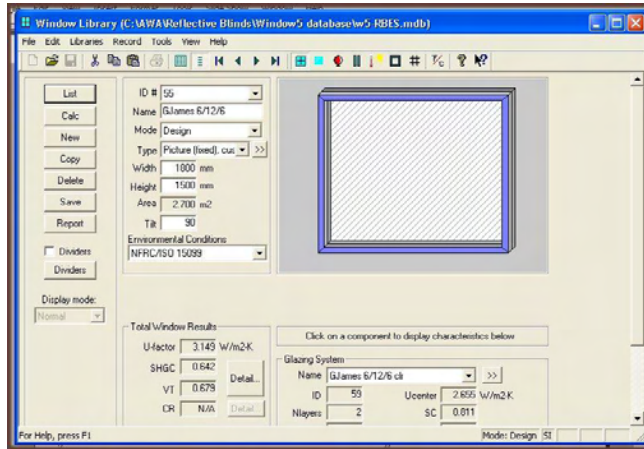 Window Library (C:\AWA\Reflective Blinds\Window5 database\w5 RBES.mdb)
File Edit Libraries Record Tools View Help
List
Calc
New
Copy
Delete
Save
Report
Dividers
Dividers
Display mode:
Normal
ID # 55
Name GJames 6/12/6
Mode Design
Type Picture (fixed), cus >>
Width 1800 mm
Height 1500 mm
Area 2.700 m2
Tilt 90
Environmental Conditions
NFRC/ISO 15099
Total Window Results
U-factor 3.149 W/m2-K
SHGC 0.642
VT 0.679
CR N/A
Detail...
Detail...
Click on a component to display characteristics below
Glazing System
Name GJames 6/12/6 clr >>
ID 59 Ucenter 2.655 W/m2-K
Nlayers 2 SC 0.811
For Help, press F1
Mode: Design SI